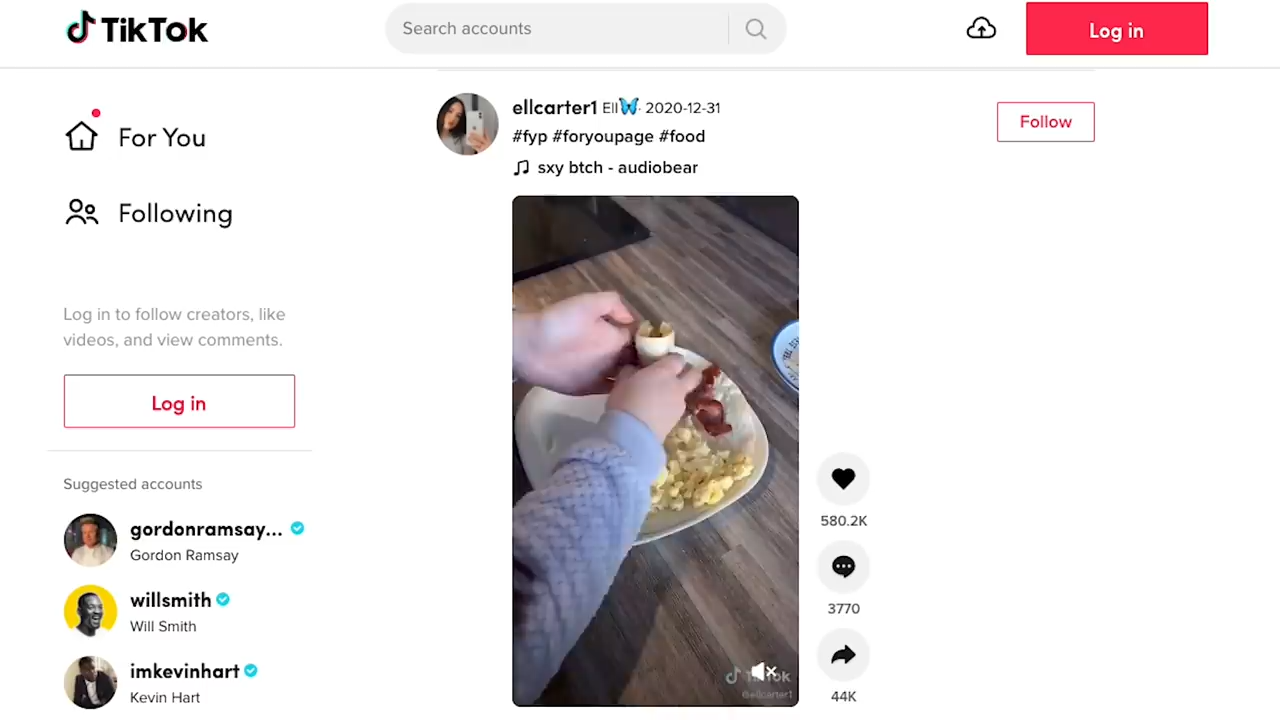 TikTok
Search accounts
Log in
For You
Following
Log in to follow creators, like
videos, and view comments.
Log in
Suggested accounts
gordonramsay...
Gordon Ramsay
willsmith
Will Smith
imkevinhart
Kevin Hart
ellcarter1 Ell🦋· 2020-12-31
#fyp #foryoupage #food
sxy btch - audiobear
Follow
580.2K
3770
44K
TikTok
@ellcarter1